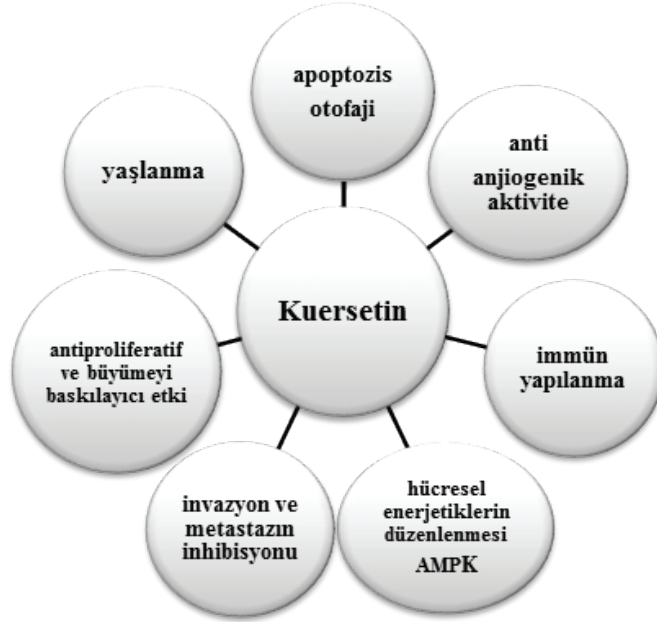 apoptozis
otofaji
anti
anjiogenik
aktivite
yaşlanma
Kuersetin
immün
yapılanma
antiproliferatif
ve büyümeyi
baskılayıcı etki
invazyon ve
metastazın
inhibisyonu
hücresel
enerjetiklerin
düzenlenmesi
AMPK